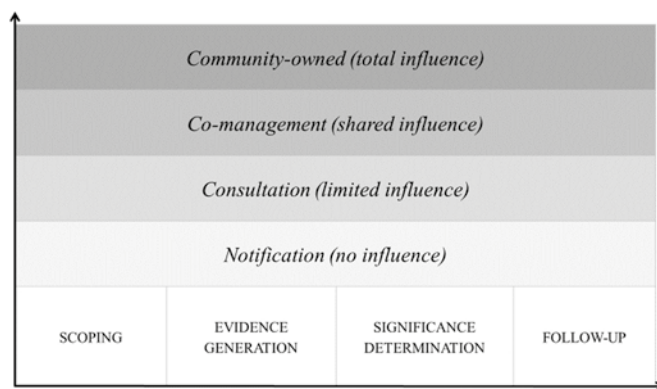 Community-owned (total influence)
Co-management (shared influence)
Consultation (limited influence)
Notification (no influence)
SCOPING
EVIDENCE
GENERATION
SIGNIFICANCE
DETERMINATION
FOLLOW-UP